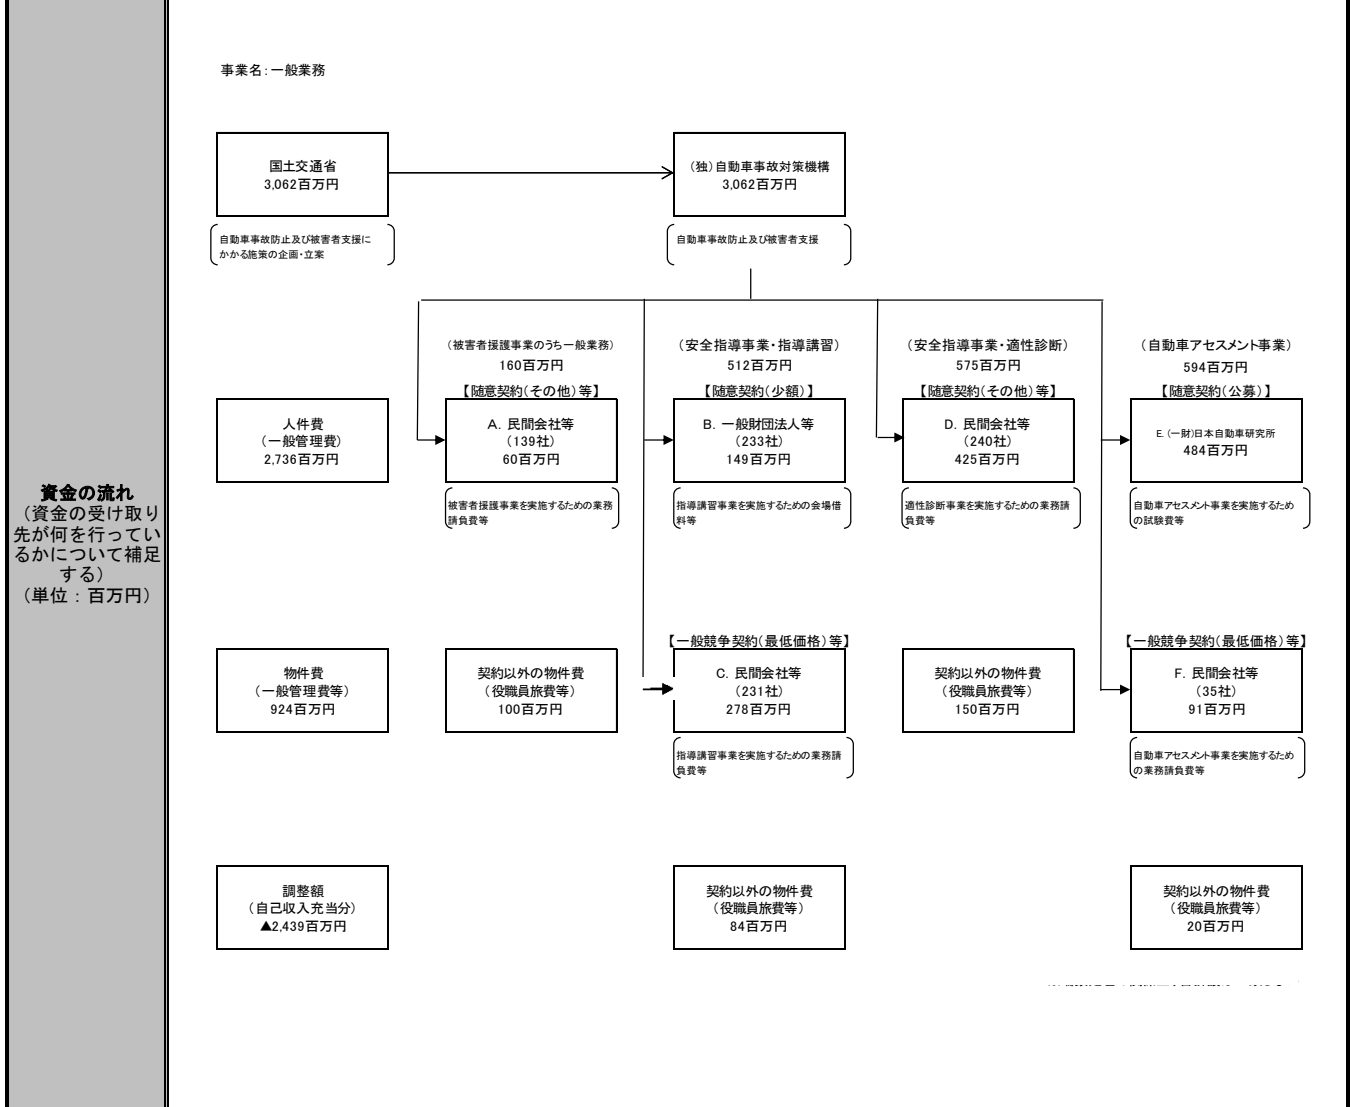 資金の流れ
（資金の受け取り
先が何を行ってい
るかについて補足
する）
（単位：百万円）
事業名：一般業務
国土交通省
3,062百万円
（独）自動車事故対策機構
3,062百万円
自動車事故防止及び被害者支援に
かかる施策の企画・立案
自動車事故防止及び被害者支援
（被害者援護事業のうち一般業務）
160百万円
（安全指導事業・指導講習）
512百万円
（安全指導事業・適性診断）
575百万円
（自動車アセスメント事業）
594百万円
【随意契約（その他）等】
【随意契約（少額）】
【随意契約（その他）等】
【随意契約（公募）】
人件費
（一般管理費）
2,736百万円
A．民間会社等
（139社）
60百万円
B．一般財団法人等
（233社）
149百万円
D．民間会社等
（240社）
425百万円
E．（一財）日本自動車研究所
484百万円
被害者援護事業を実施するための業務
請負費等
指導講習事業を実施するための会場借
料等
適性診断事業を実施するための業務請
負費等
自動車アセスメント事業を実施するため
の試験費等
【一般競争契約（最低価格）等】
【一般競争契約（最低価格）等】
物件費
（一般管理費等）
924百万円
契約以外の物件費
（役職員旅費等）
100百万円
C．民間会社等
（231社）
278百万円
契約以外の物件費
（役職員旅費等）
150百万円
F．民間会社等
（35社）
91百万円
指導講習事業を実施するための業務請
負費等
自動車アセスメント事業を実施するため
の業務請負費等
調整額
（自己収入充当分）
▲2,439百万円
契約以外の物件費
（役職員旅費等）
84百万円
契約以外の物件費
（役職員旅費等）
20百万円